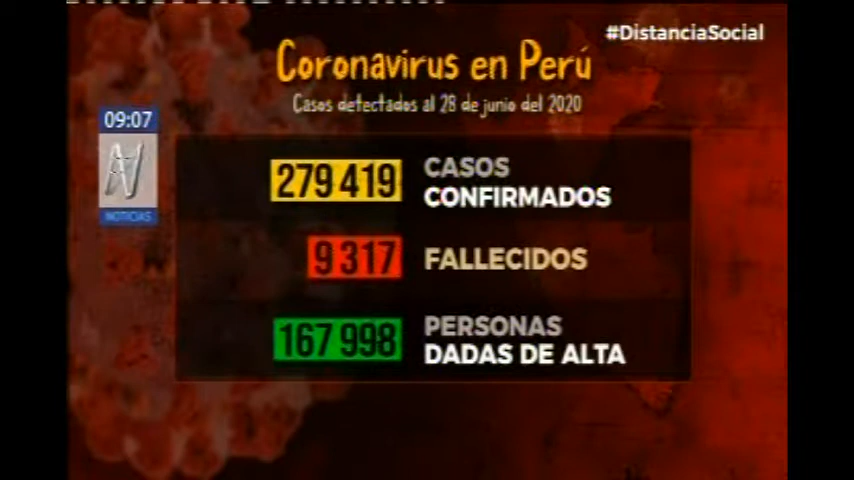 #DistanciaSocial
Coronavirus en Perú
Casos detectados al 28 de junio del 2020
09:07
N
NOTICIAS
279 419
CASOS
CONFIRMADOS
9 317
FALLECIDOS
167 998
PERSONAS
DADAS DE ALTA